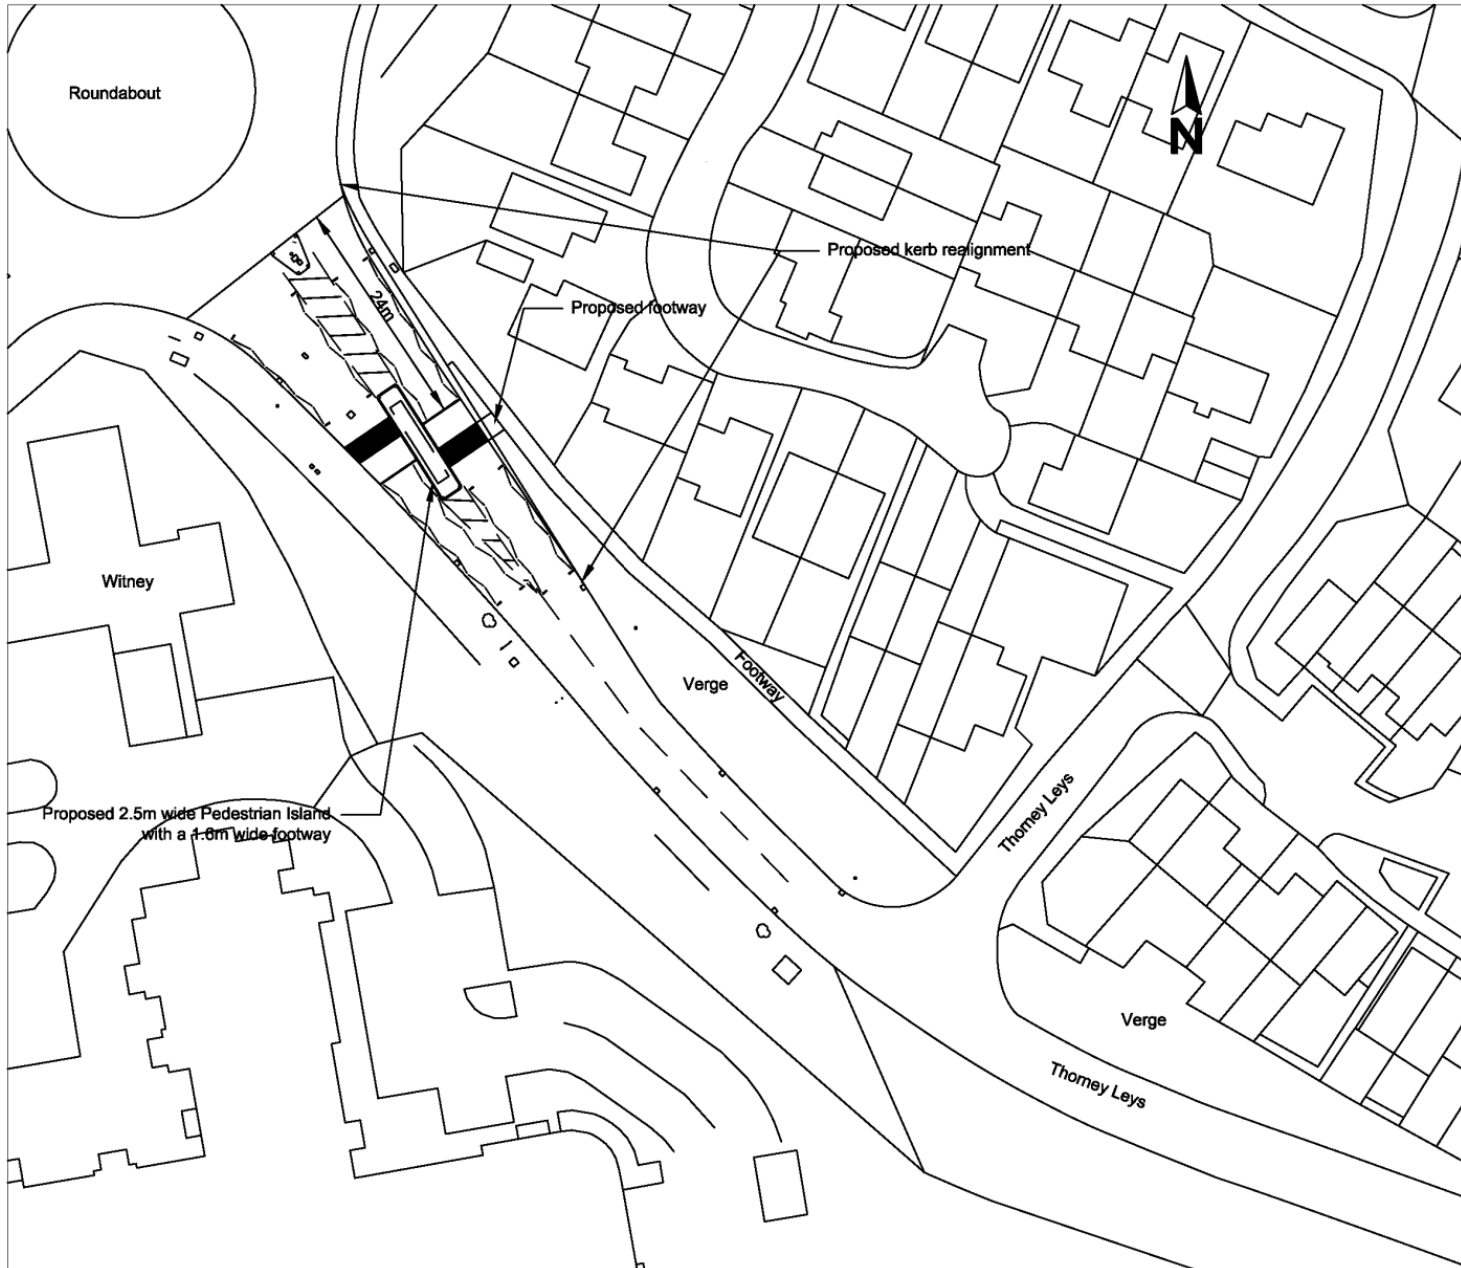 Roundabout
N
Proposed kerb realignment
24m
Proposed footway
Witney
Footway
Verge
Proposed 2.5m wide Pedestrian Island
with a 1.6m wide footway
Thorney Leys
Verge
Thorney Leys